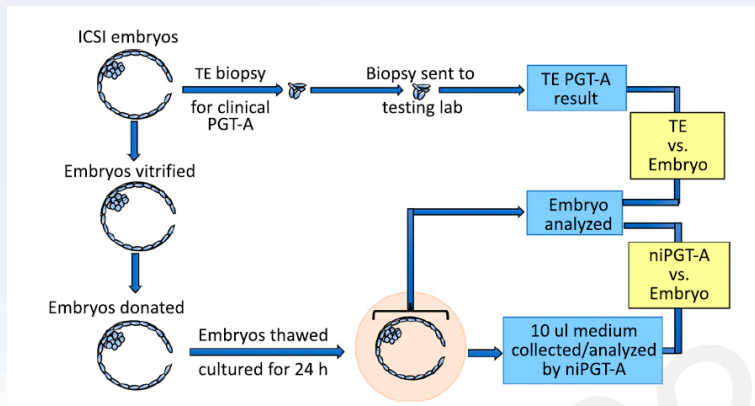 ICSI embryos
TE biopsy
for clinical
PGT-A
Biopsy sent to
testing lab
TE PGT-A
result
TE
vs.
Embryo
Embryos vitrified
Embryo
analyzed
niPGT-A
vs.
Embryo
Embryos donated
Embryos thawed
cultured for 24 h
10 ul medium
collected/analyzed
by niPGT-A